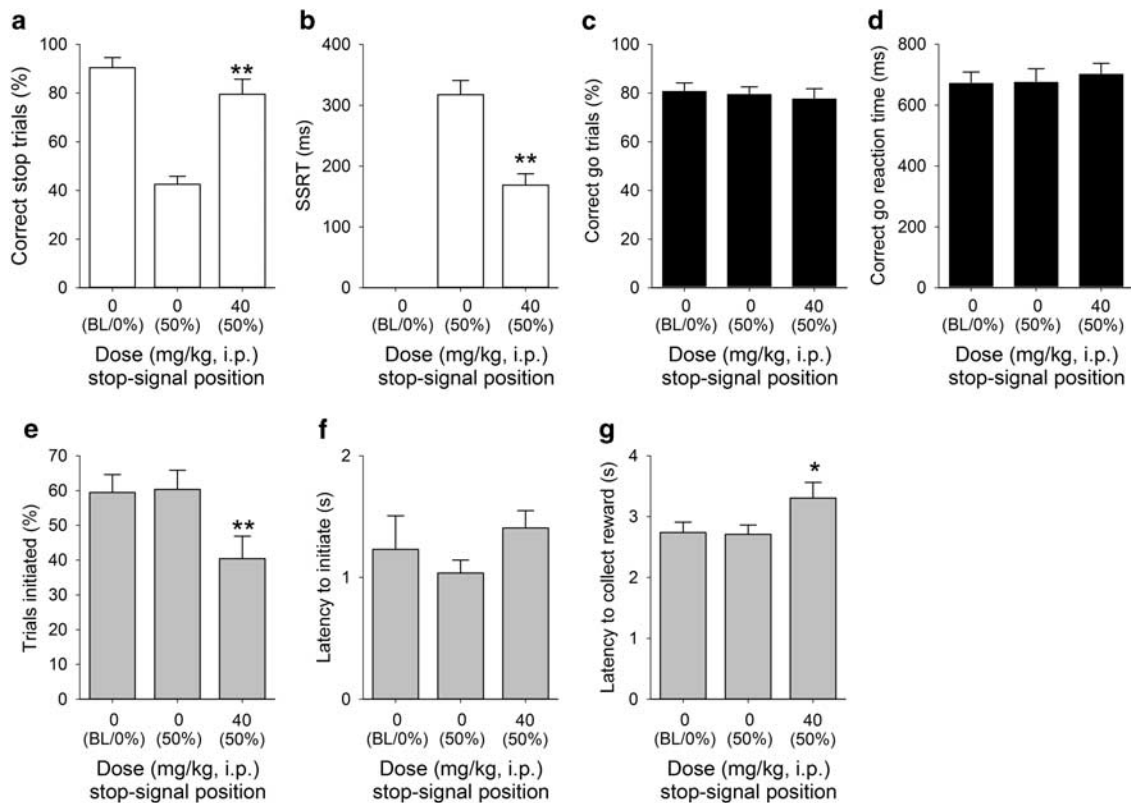 a
Correct stop trials (%)
100
80
60
40
20
0
**
0 0 40
(BL/0%) (50%) (50%)
Dose (mg/kg, i.p.)
stop-signal position
b
SSRT (ms)
400
300
200
100
0
**
0 0 40
(BL/0%) (50%) (50%)
Dose (mg/kg, i.p.)
stop-signal position
c
Correct go trials (%)
100
80
60
40
20
0
0 0 40
(BL/0%) (50%) (50%)
Dose (mg/kg, i.p.)
stop-signal position
d
Correct go reaction time (ms)
800
600
400
200
0
0 0 40
(BL/0%) (50%) (50%)
Dose (mg/kg, i.p.)
stop-signal position
e
Trials initiated (%)
70
60
50
40
30
20
10
0
**
0 0 40
(BL/0%) (50%) (50%)
Dose (mg/kg, i.p.)
stop-signal position
f
Latency to initiate (s)
2
1
0
0 0 40
(BL/0%) (50%) (50%)
Dose (mg/kg, i.p.)
stop-signal position
g
Latency to collect reward (s)
4
3
2
1
0
*
0 0 40
(BL/0%) (50%) (50%)
Dose (mg/kg, i.p.)
stop-signal position